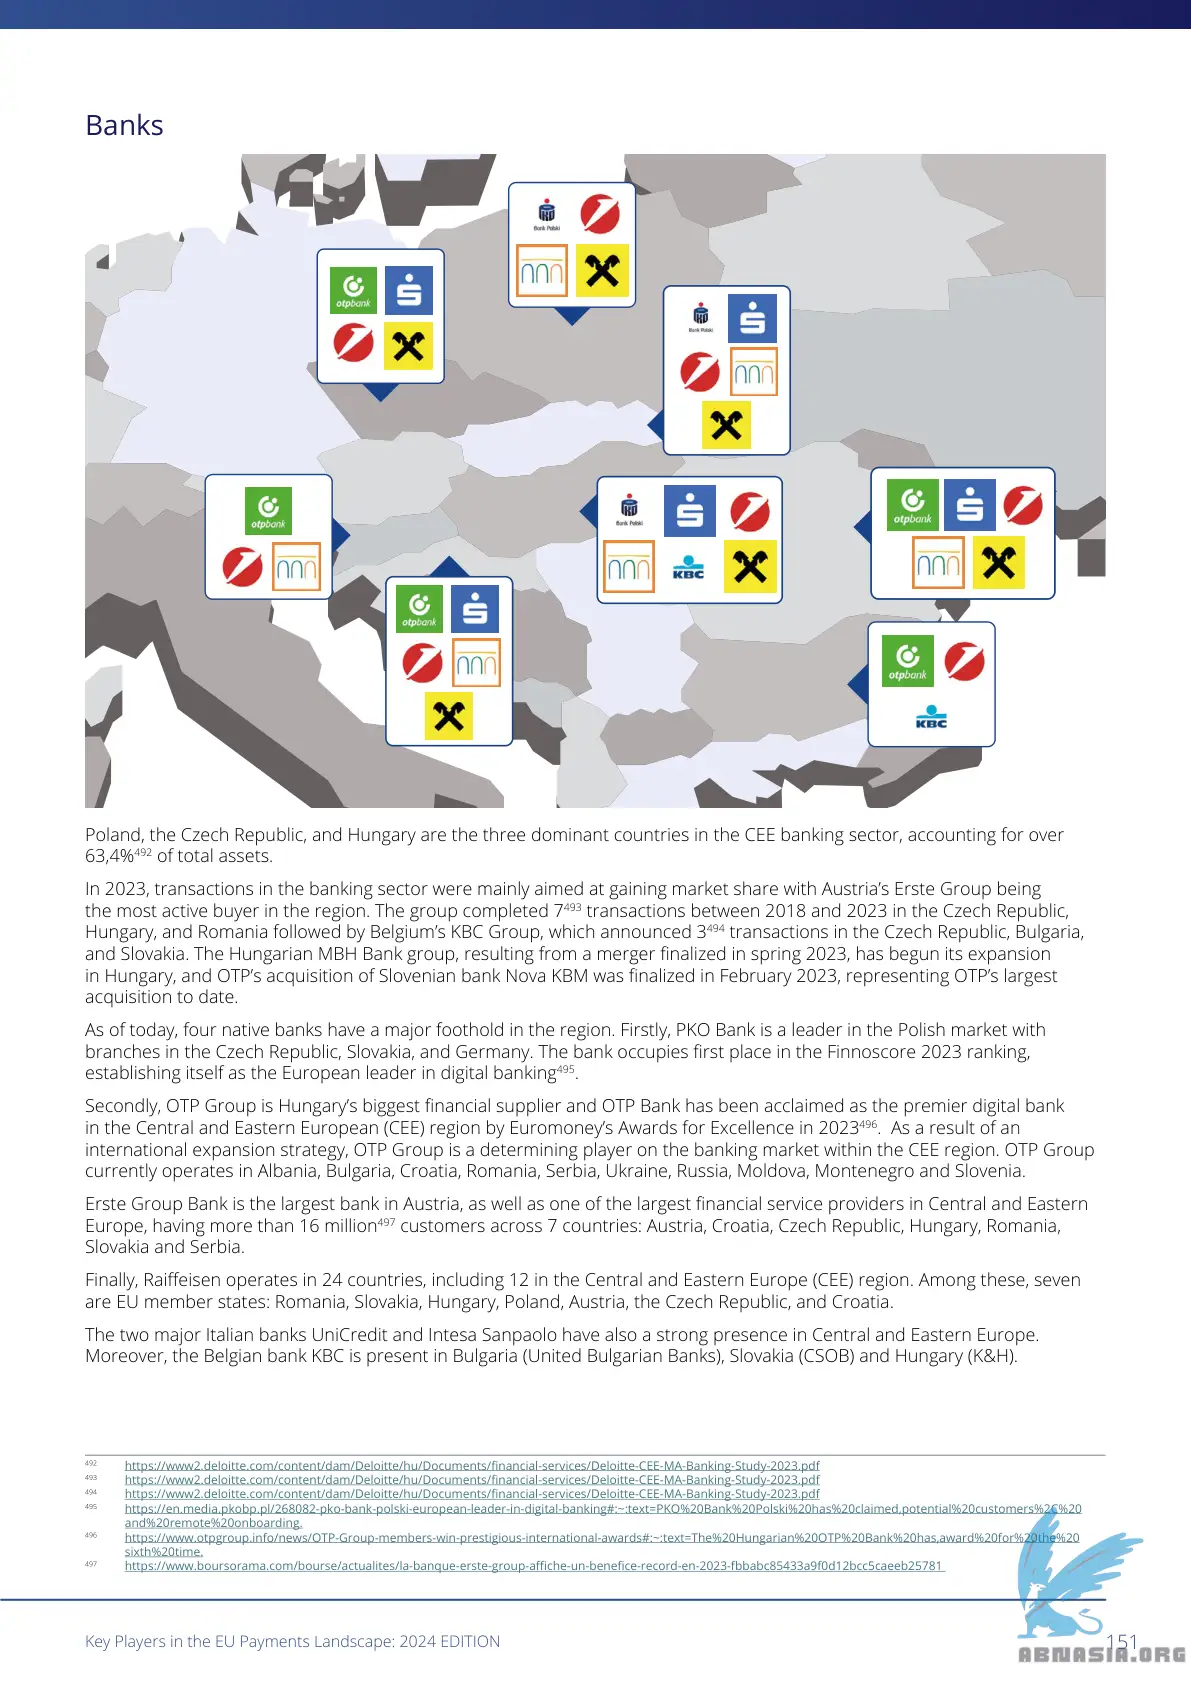 Banks
Bank Polski
otpbank
Bank Polski
otpbank
Bank Polski
KBC
otpbank
otpbank
otpbank
KBC
Poland, the Czech Republic, and Hungary are the three dominant countries in the CEE banking sector, accounting for over
63,4%492 of total assets.
In 2023, transactions in the banking sector were mainly aimed at gaining market share with Austria’s Erste Group being
the most active buyer in the region. The group completed 7493 transactions between 2018 and 2023 in the Czech Republic,
Hungary, and Romania followed by Belgium’s KBC Group, which announced 3494 transactions in the Czech Republic, Bulgaria,
and Slovakia. The Hungarian MBH Bank group, resulting from a merger finalized in spring 2023, has begun its expansion
in Hungary, and OTP’s acquisition of Slovenian bank Nova KBM was finalized in February 2023, representing OTP’s largest
acquisition to date.
As of today, four native banks have a major foothold in the region. Firstly, PKO Bank is a leader in the Polish market with
branches in the Czech Republic, Slovakia, and Germany. The bank occupies first place in the Finnoscore 2023 ranking,
establishing itself as the European leader in digital banking495.
Secondly, OTP Group is Hungary’s biggest financial supplier and OTP Bank has been acclaimed as the premier digital bank
in the Central and Eastern European (CEE) region by Euromoney’s Awards for Excellence in 2023496. As a result of an
international expansion strategy, OTP Group is a determining player on the banking market within the CEE region. OTP Group
currently operates in Albania, Bulgaria, Croatia, Romania, Serbia, Ukraine, Russia, Moldova, Montenegro and Slovenia.
Erste Group Bank is the largest bank in Austria, as well as one of the largest financial service providers in Central and Eastern
Europe, having more than 16 million497 customers across 7 countries: Austria, Croatia, Czech Republic, Hungary, Romania,
Slovakia and Serbia.
Finally, Raiffeisen operates in 24 countries, including 12 in the Central and Eastern Europe (CEE) region. Among these, seven
are EU member states: Romania, Slovakia, Hungary, Poland, Austria, the Czech Republic, and Croatia.
The two major Italian banks UniCredit and Intesa Sanpaolo have also a strong presence in Central and Eastern Europe.
Moreover, the Belgian bank KBC is present in Bulgaria (United Bulgarian Banks), Slovakia (CSOB) and Hungary (K&H).
492 https://www2.deloitte.com/content/dam/Deloitte/hu/Documents/financial-services/Deloitte-CEE-MA-Banking-Study-2023.pdf
493 https://www2.deloitte.com/content/dam/Deloitte/hu/Documents/financial-services/Deloitte-CEE-MA-Banking-Study-2023.pdf
494 https://www2.deloitte.com/content/dam/Deloitte/hu/Documents/financial-services/Deloitte-CEE-MA-Banking-Study-2023.pdf
495 https://en.media.pkobp.pl/268082-pko-bank-polski-european-leader-in-digital-banking#:~:text=PKO%20Bank%20Polski%20has%20claimed,potential%20customers%2C%20
and%20remote%20onboarding.
496 https://www.otpgroup.info/news/OTP-Group-members-win-prestigious-international-awards#:~:text=The%20Hungarian%20OTP%20Bank%20has,award%20for%20the%20
sixth%20time.
497 https://www.boursorama.com/bourse/actualites/la-banque-erste-group-affiche-un-benefice-record-en-2023-fbbabc85433a9f0d12bcc5caeeb25781
Key Players in the EU Payments Landscape: 2024 EDITION
151
ABNASIA.ORG